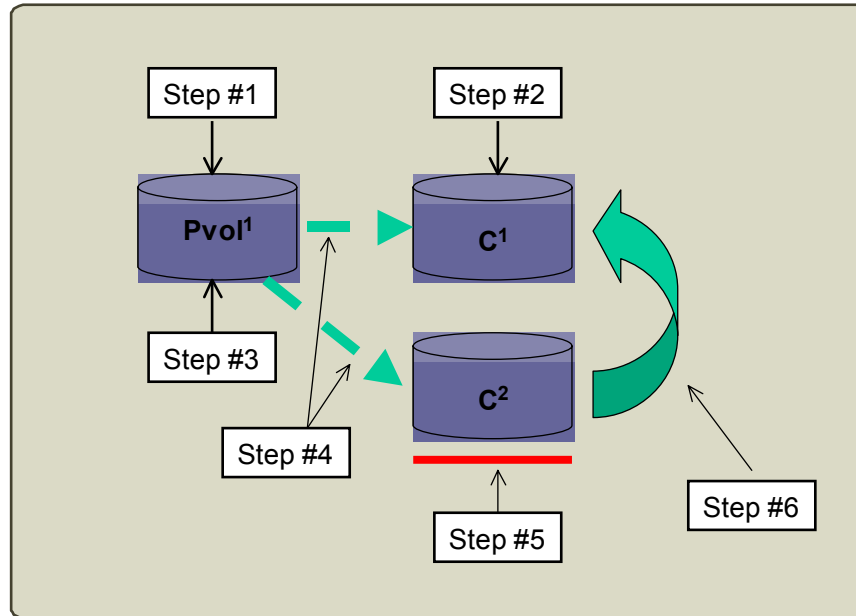 Step #1
Step #2
Pvol¹
C¹
Step #3
C²
Step #4
Step #6
Step #5